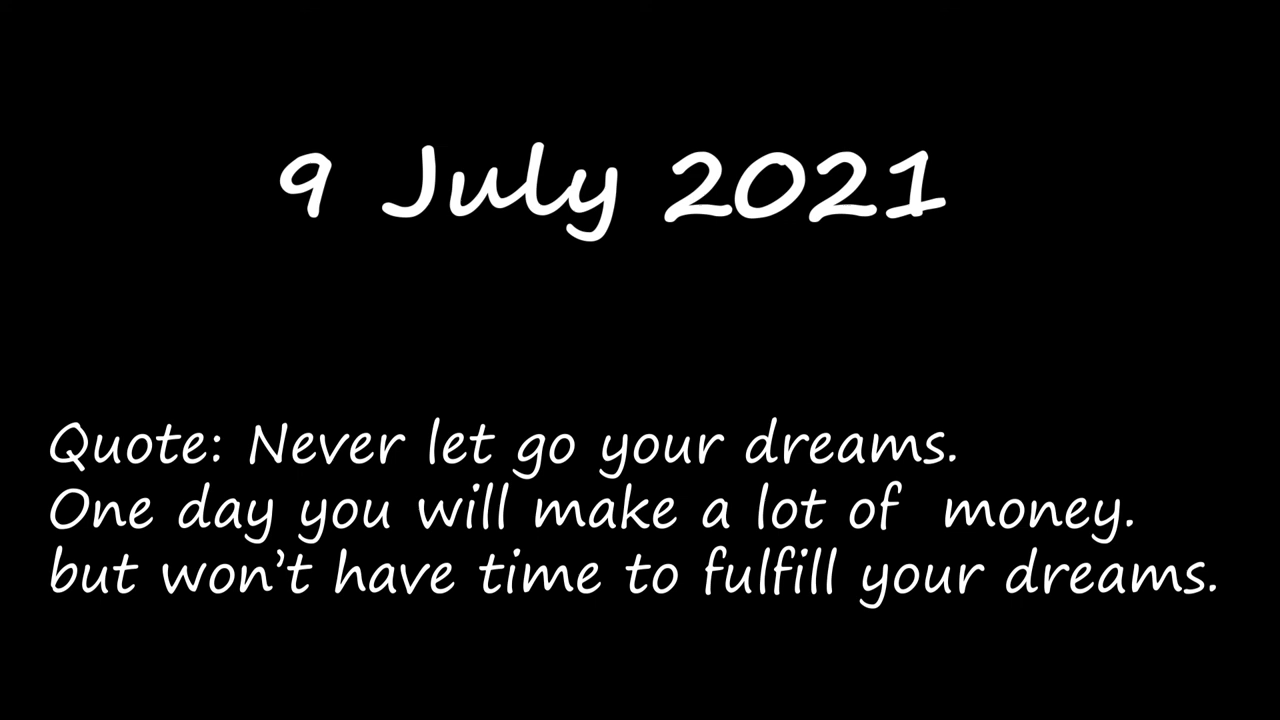 9 July 2021
Quote: Never let go your dreams.
One day you will make a lot of  money.
but won’t have time to fulfill your dreams.